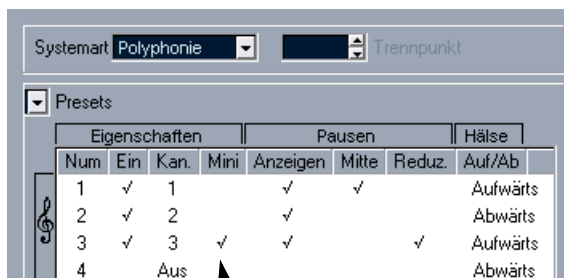 Systemart Polyphonie Trennpunkt
Presets
Eigenschaften Pausen Hälse
Num Ein Kan. Mini Anzeigen Mitte Reduz. Auf/Ab
1 √ 1 √ √ Aufwärts
2 √ 2 √ Abwärts
3 √ 3 √ √ √ Aufwärts
4 Aus Abwärts